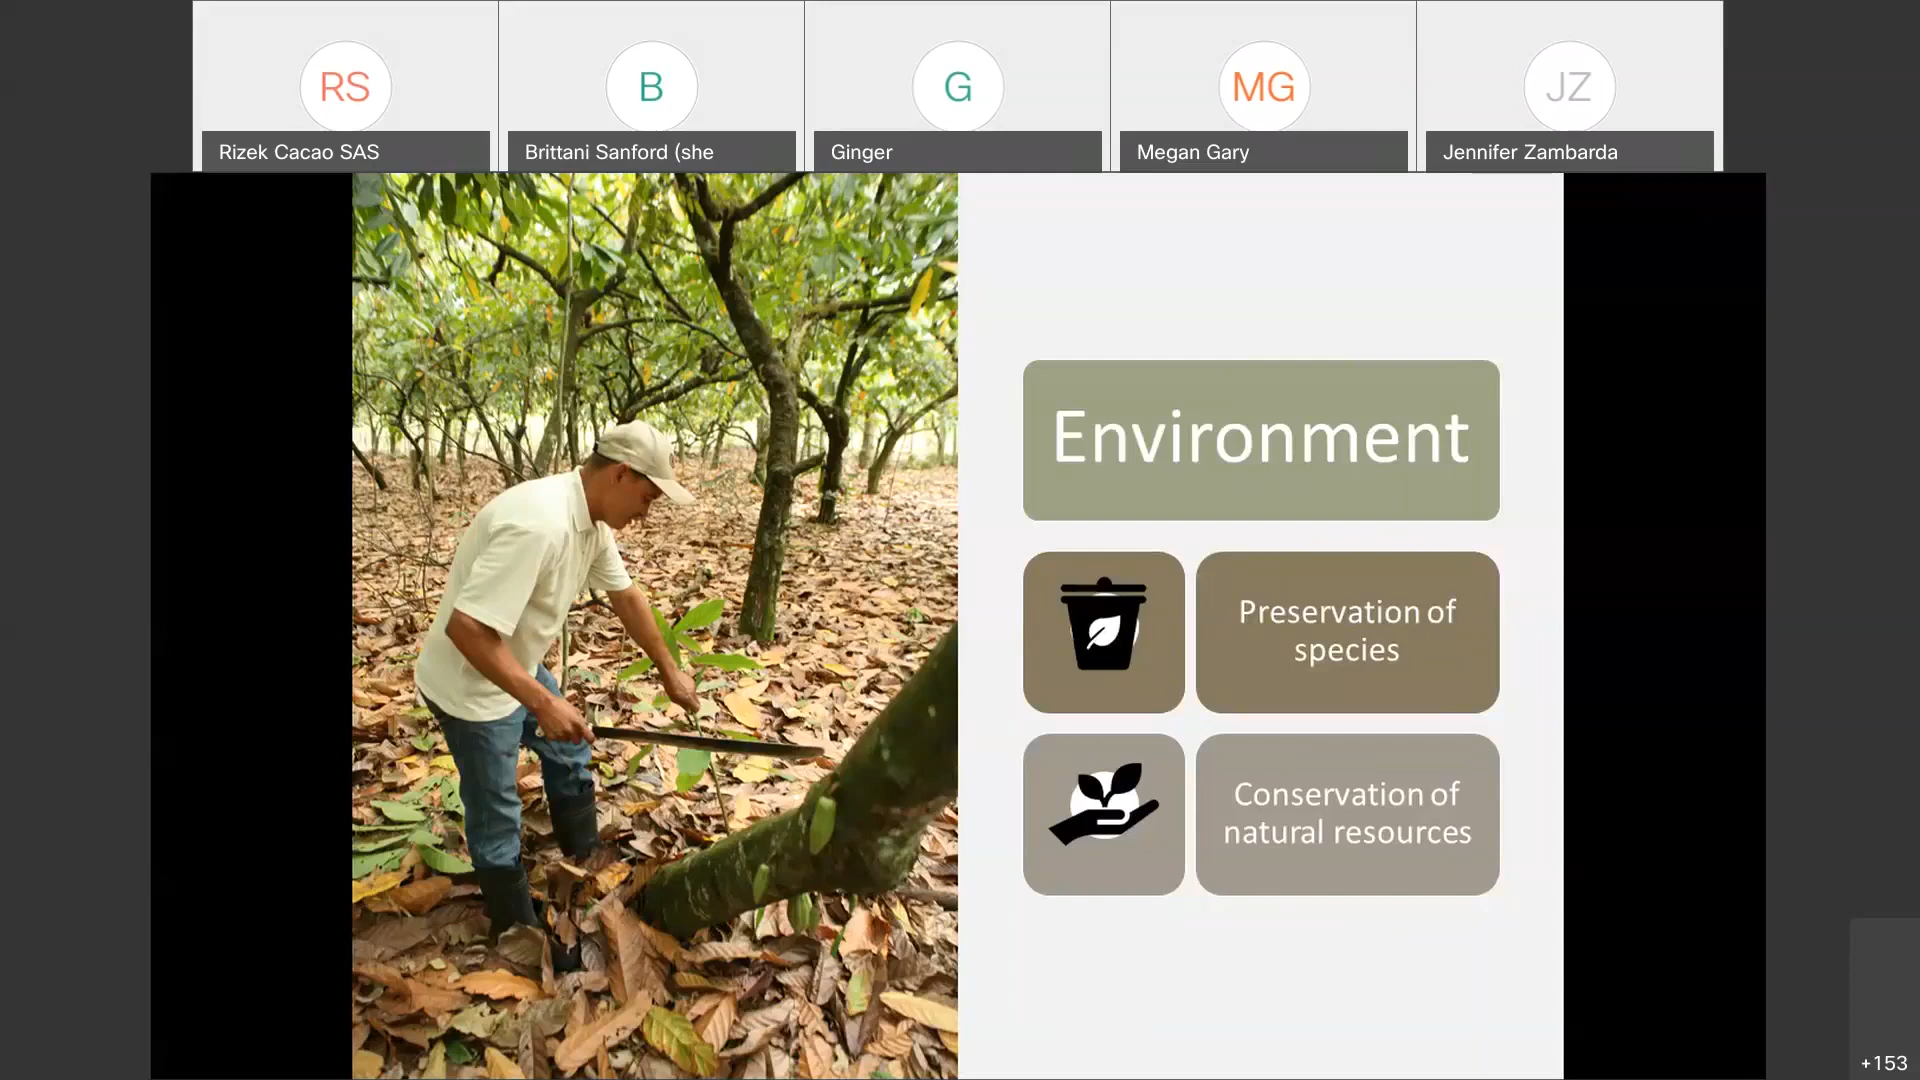 RS
B
G
MG
JZ
Rizek Cacao SAS
Brittani Sanford (she
Ginger
Megan Gary
Jennifer Zambarda
Environment
Preservation of
species
Conservation of
natural resources
+153